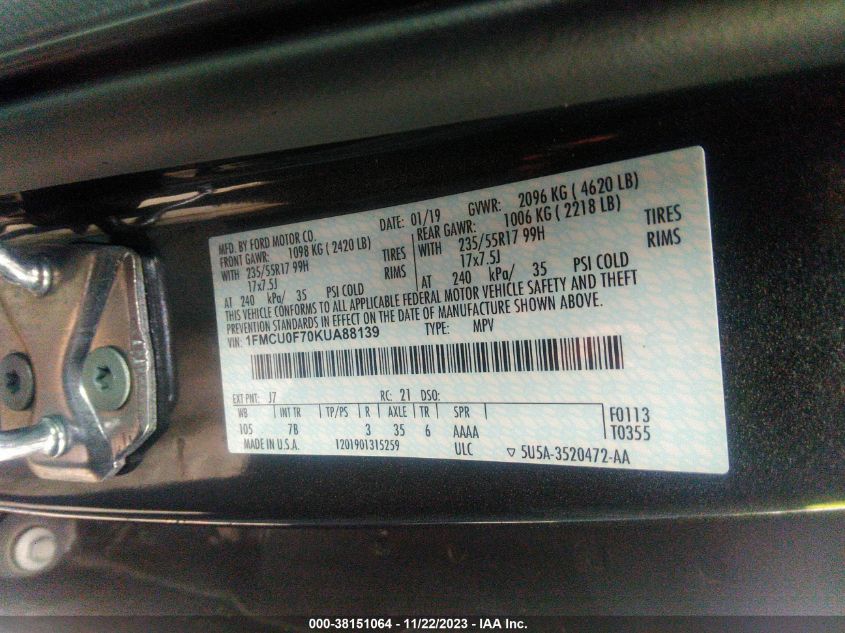 MFD. BY FORD MOTOR CO.
DATE: 01/19 GVWR: 2096 KG ( 4620 LB)
FRONT GAWR: 1098 KG ( 2420 LB) REAR GAWR: 1006 KG ( 2218 LB)
WITH 235/55R17 99H TIRES WITH 235/55R17 99H TIRES
17x7.5J RIMS 17x7.5J RIMS
AT 240 kPa/ 35 PSI COLD AT 240 kPa/ 35 PSI COLD
THIS VEHICLE CONFORMS TO ALL APPLICABLE FEDERAL MOTOR VEHICLE SAFETY AND THEFT
PREVENTION STANDARDS IN EFFECT ON THE DATE OF MANUFACTURE SHOWN ABOVE.
VIN: 1FMCU0F70KUA88139 TYPE: MPV
EXT PNT: J7 RC: 21 DSO:
WB INT TR TP/PS R AXLE TR SPR F0113
105 7B 3 35 6 AAAA T0355
MADE IN U.S.A. 1201901315259 ULC 5U5A-3520472-AA
000-38151064 - 11/22/2023 - IAA Inc.